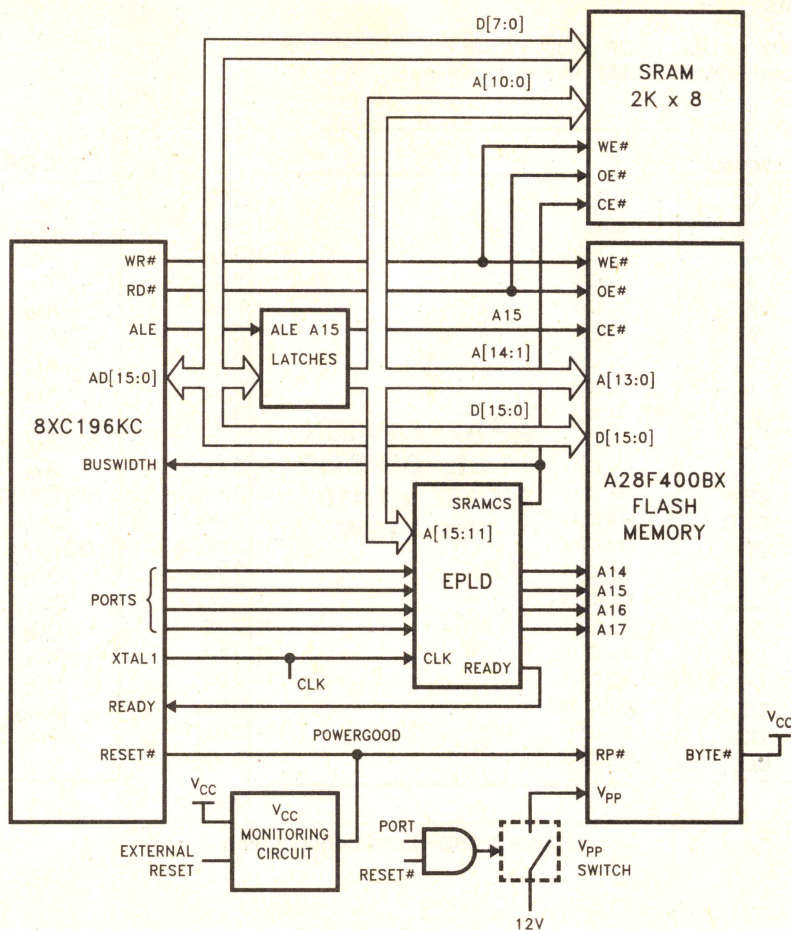 D[7:0]
A[10:0]
SRAM
2K x 8
WE#
OE#
CE#
WR#
RD#
ALE
AD[15:0]
8XC196KC
BUSWIDTH
PORTS
XTAL1
READY
RESET#
ALE A15
LATCHES
A15
A[14:1]
D[15:0]
WE#
OE#
CE#
A[13:0]
D[15:0]
A28F400BX
FLASH
MEMORY
A14
A15
A16
A17
RP#
BYTE#
VPP
VCC
SRAMCS
A[15:11]
EPLD
CLK
READY
CLK
POWERGOOD
VCC
EXTERNAL
RESET
VCC
MONITORING
CIRCUIT
PORT
RESET#
VPP
SWITCH
12V